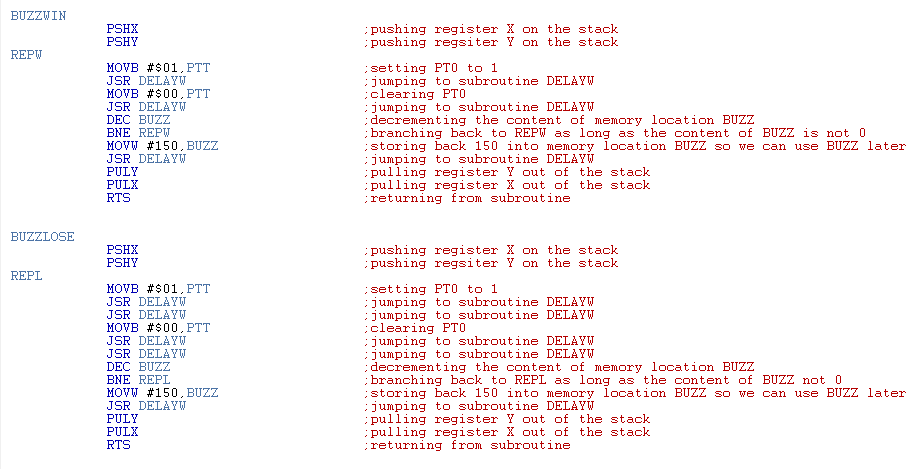 BUZZWIN
PSHX ;pushing register X on the stack
PSHY ;pushing regsiter Y on the stack
REPW
MOVB #$01,PTT ;setting PT0 to 1
JSR DELAYW ;jumping to subroutine DELAYW
MOVB #$00,PTT ;clearing PT0
JSR DELAYW ;jumping to subroutine DELAYW
DEC BUZZ ;decrementing the content of memory location BUZZ
BNE REPW ;branching back to REPW as long as the content of BUZZ is not 0
MOVW #150,BUZZ ;storing back 150 into memory location BUZZ so we can use BUZZ later
JSR DELAYW ;jumping to subroutine DELAYW
PULY ;pulling register Y out of the stack
PULX ;pulling register X out of the stack
RTS ;returning from subroutine
BUZZLOSE
PSHX ;pushing register X on the stack
PSHY ;pushing regsiter Y on the stack
REPL
MOVB #$01,PTT ;setting PT0 to 1
JSR DELAYW ;jumping to subroutine DELAYW
JSR DELAYW ;jumping to subroutine DELAYW
MOVB #$00,PTT ;clearing PT0
JSR DELAYW ;jumping to subroutine DELAYW
JSR DELAYW ;jumping to subroutine DELAYW
DEC BUZZ ;decrementing the content of memory location BUZZ
BNE REPL ;branching back to REPL as long as the content of BUZZ not 0
MOVW #150,BUZZ ;storing back 150 into memory location BUZZ so we can use BUZZ later
JSR DELAYW ;jumping to subroutine DELAYW
PULY ;pulling register Y out of the stack
PULX ;pulling register X out of the stack
RTS ;returning from subroutine